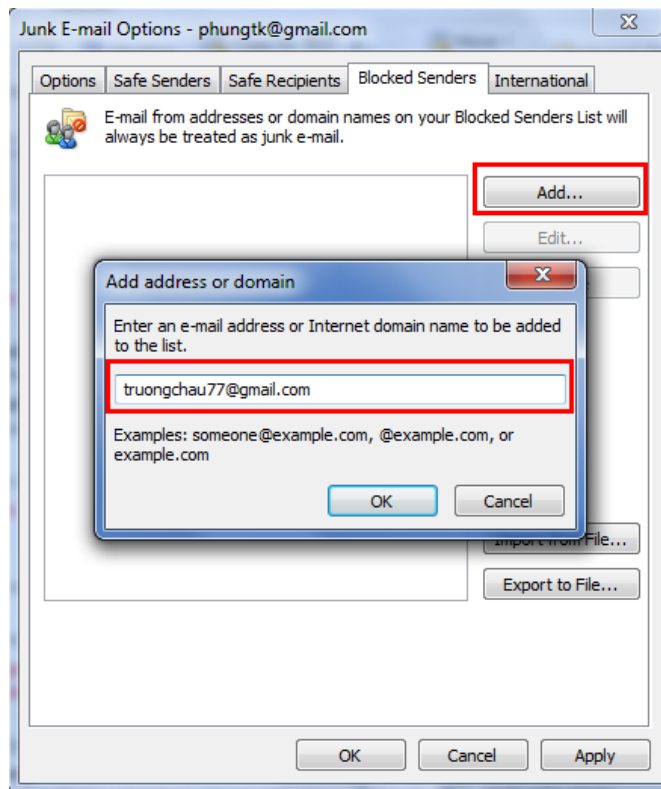 Junk E-mail Options - phungtk@gmail.com
Options Safe Senders Safe Recipients Blocked Senders International
E-mail from addresses or domain names on your Blocked Senders List will
always be treated as junk e-mail.
Add...
Edit...
Add address or domain
Enter an e-mail address or Internet domain name to be added
to the list.
truongchau77@gmail.com
Examples: someone@example.com, @example.com, or
example.com
OK Cancel
Import from File...
Export to File...
OK Cancel Apply